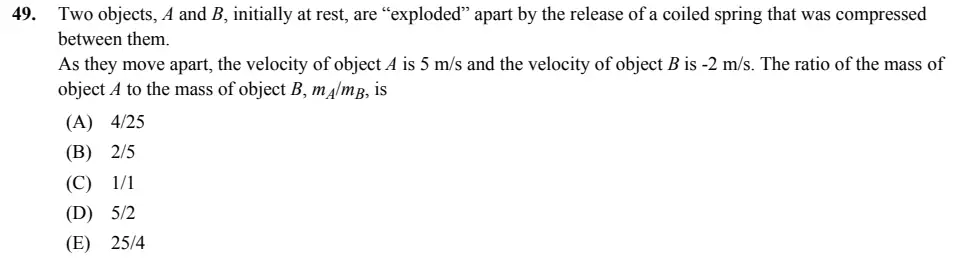 49. Two objects, A and B, initially at rest, are “exploded” apart by the release of a coiled spring that was compressed
between them.
As they move apart, the velocity of object A is 5 m/s and the velocity of object B is -2 m/s. The ratio of the mass of
object A to the mass of object B, mA/mB, is
(A) 4/25
(B) 2/5
(C) 1/1
(D) 5/2
(E) 25/4